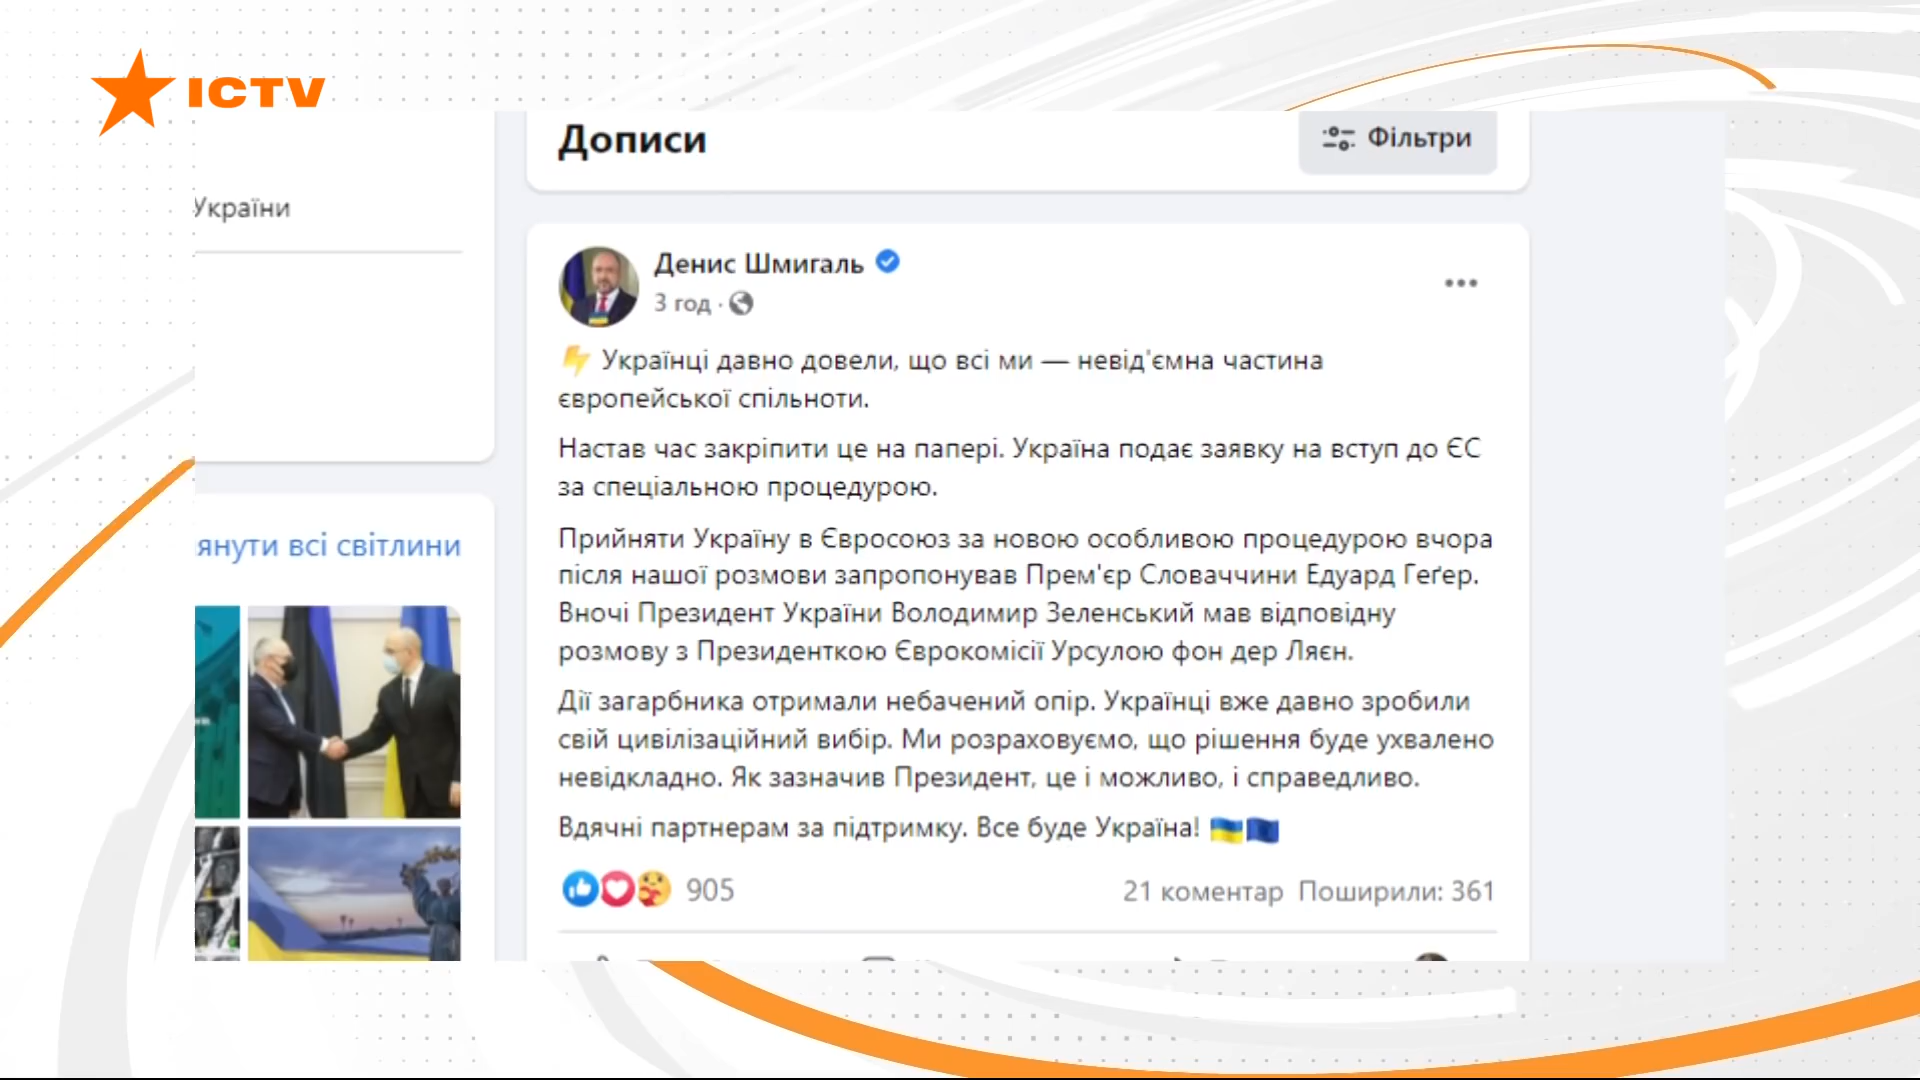 ICTV
Дописи
Фільтри
України
Денис Шмигаль
3 год ·
Українці давно довели, що всі ми — невід'ємна частина
європейської спільноти.
Настав час закріпити це на папері. Україна подає заявку на вступ до ЄС
за спеціальною процедурою.
янути всі світлини
Прийняти Україну в Євросоюз за новою особливою процедурою вчора
після нашої розмови запропонував Прем'єр Словаччини Едуард Геґер.
Вночі Президент України Володимир Зеленський мав відповідну
розмову з Президенткою Єврокомісії Урсулою фон дер Ляєн.
Дії загарбника отримали небачений опір. Українці вже давно зробили
свій цивілізаційний вибір. Ми розраховуємо, що рішення буде ухвалено
невідкладно. Як зазначив Президент, це і можливо, і справедливо.
Вдячні партнерам за підтримку. Все буде Україна!
905
21 коментар Поширили: 361